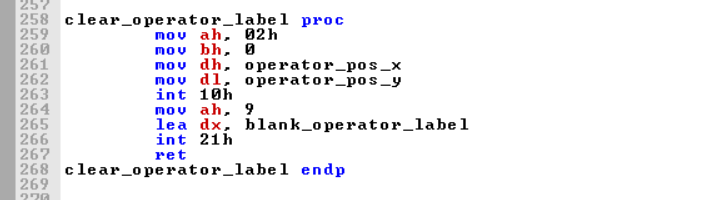 257
258 clear_operator_label proc
259 mov ah, 02h
260 mov bh, 0
261 mov dh, operator_pos_x
262 mov dl, operator_pos_y
263 int 10h
264 mov ah, 9
265 lea dx, blank_operator_label
266 int 21h
267 ret
268 clear_operator_label endp
269
270